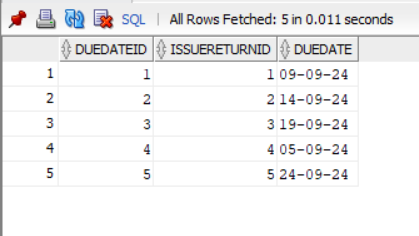 SQL | All Rows Fetched: 5 in 0.011 seconds
DUEDATEID ISSUERETURNID DUEDATE
1 1 1 09-09-24
2 2 2 14-09-24
3 3 3 19-09-24
4 4 4 05-09-24
5 5 5 24-09-24